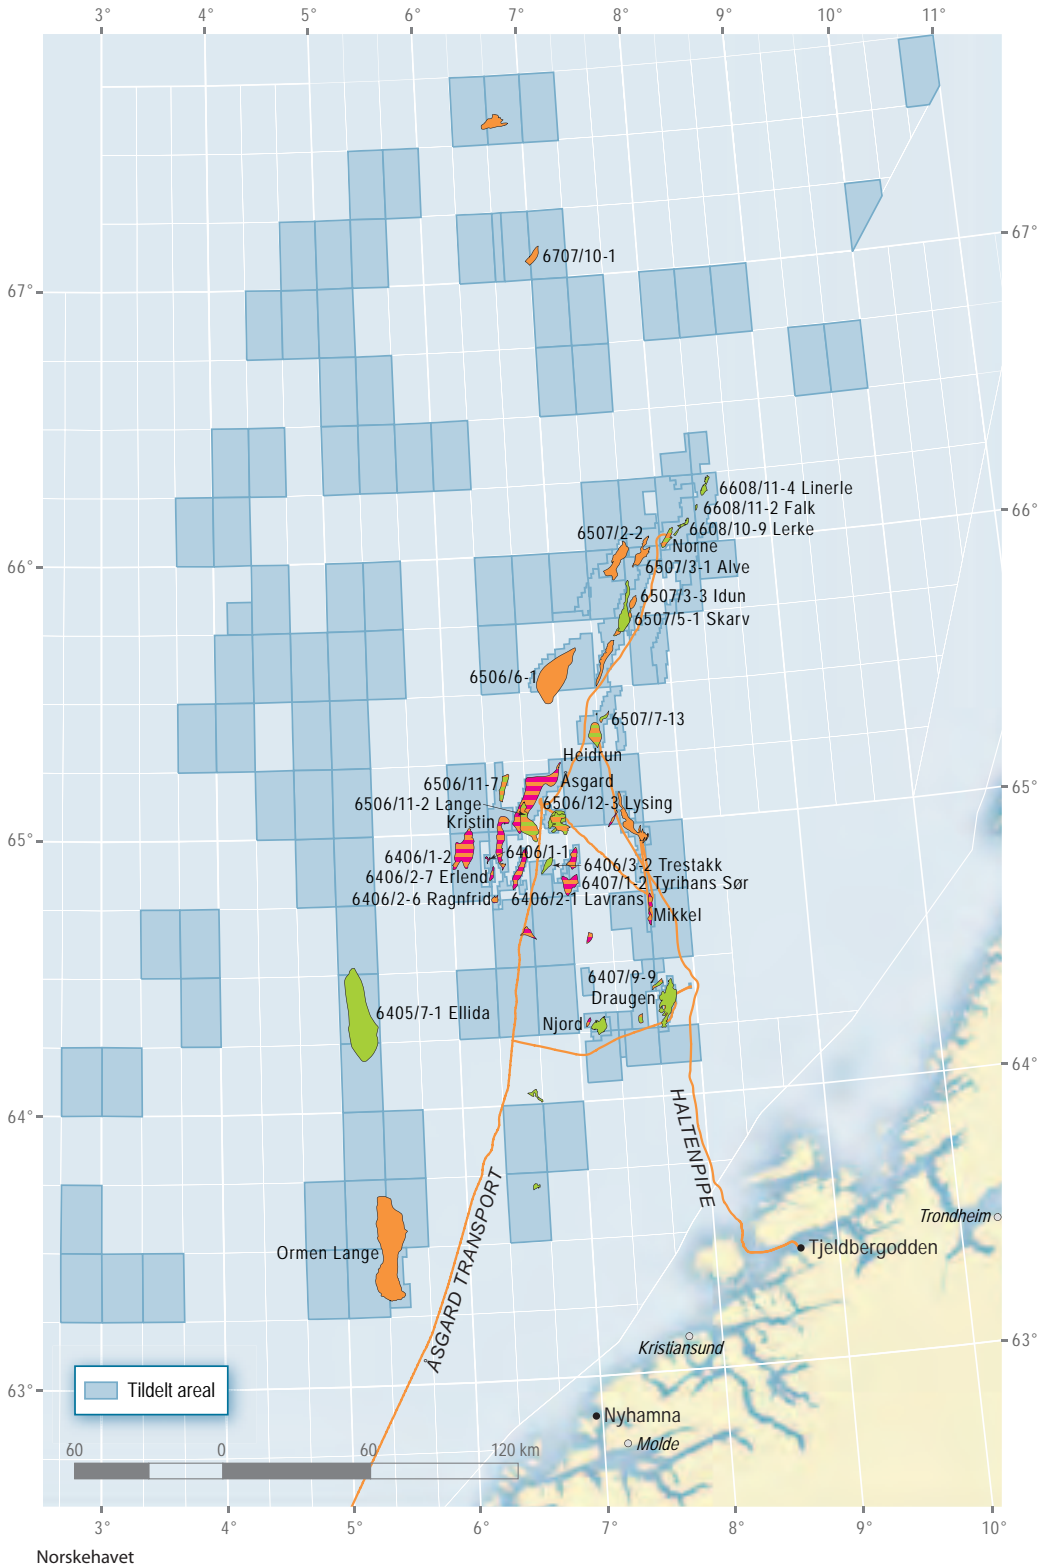 3° 4° 5° 6° 7° 8° 9° 10° 11°
67°
6707/10-1
67°
6608/11-4 Linerle
6608/11-2 Falk
66°
6608/10-9 Lerke
6507/2-2
Norne
66°
6507/3-1 Alve
6507/3-3 Idun
6507/5-1 Skarv
6506/6-1
6507/7-13
Heidrun
6506/11-7
Åsgard
65°
6506/11-2 Lange
6506/12-3 Lysing
Kristin
65°
6406/1-2
6406/1-1
6406/3-2 Trestakk
6406/2-7 Erlend
6407/1-2 Tyrihans Sør
6406/2-6 Ragnfrid
6406/2-1 Lavrans
Mikkel
6407/9-9
Draugen
6405/7-1 Ellida
Njord
64°
64°
HALTENPIPE
ÅSGARD TRANSPORT
Trondheim
Tjeldbergodden
Ormen Lange
63°
Kristiansund
63°
Tildelt areal
Nyhamna
Molde
60 0 60 120 km
3° 4° 5° 6° 7° 8° 9° 10°
Norskehavet